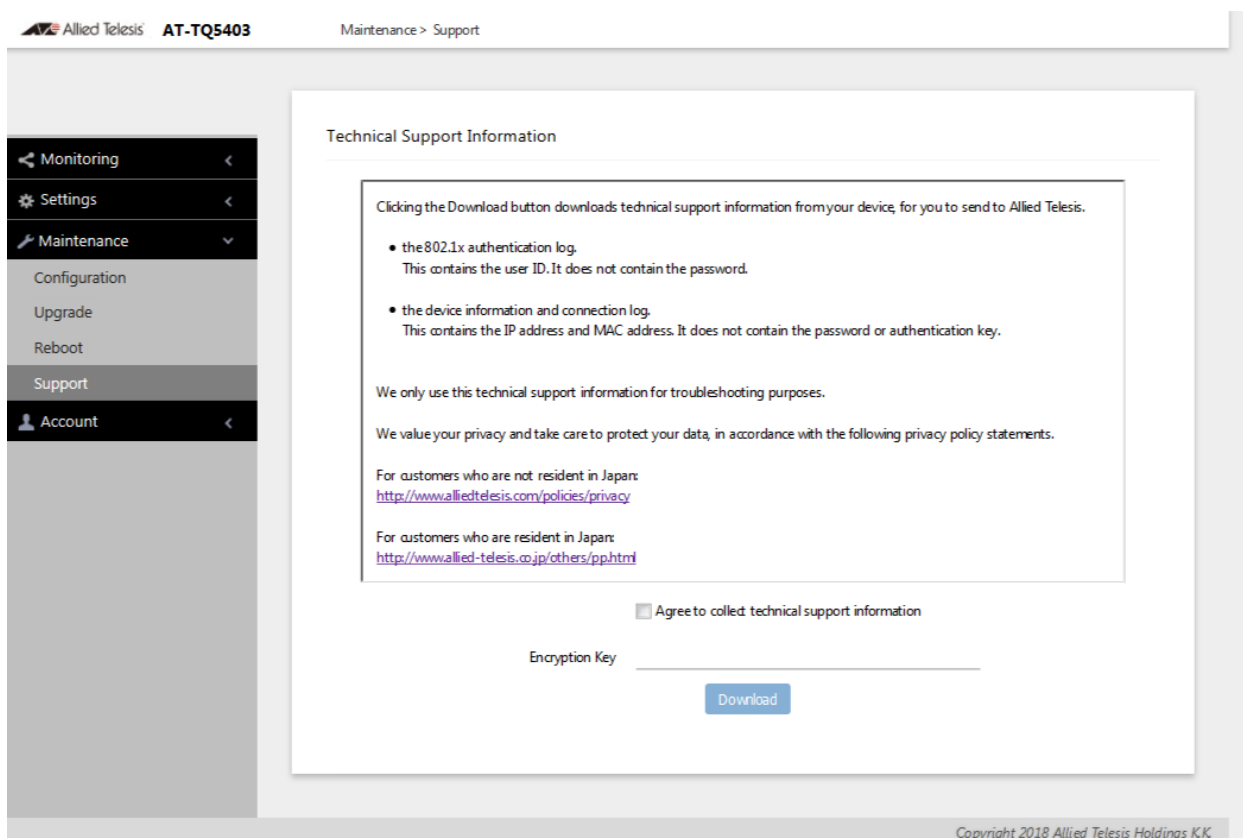 Allied Telesis AT-TQ5403 Maintenance > Support
Technical Support Information
Monitoring
Settings
Maintenance
Configuration
Upgrade
Reboot
Support
Account
Clicking the Download button downloads technical support information from your device, for you to send to Allied Telesis.
• the 802.1x authentication log.
This contains the user ID. It does not contain the password.
• the device information and connection log.
This contains the IP address and MAC address. It does not contain the password or authentication key.
We only use this technical support information for troubleshooting purposes.
We value your privacy and take care to protect your data, in accordance with the following privacy policy statements.
For customers who are not resident in Japan:
http://www.alliedtelesis.com/policies/privacy
For customers who are resident in Japan:
http://www.allied-telesis.co.jp/others/pp.html
Agree to collect technical support information
Encryption Key
Download
Copyright 2018 Allied Telesis Holdings K.K.